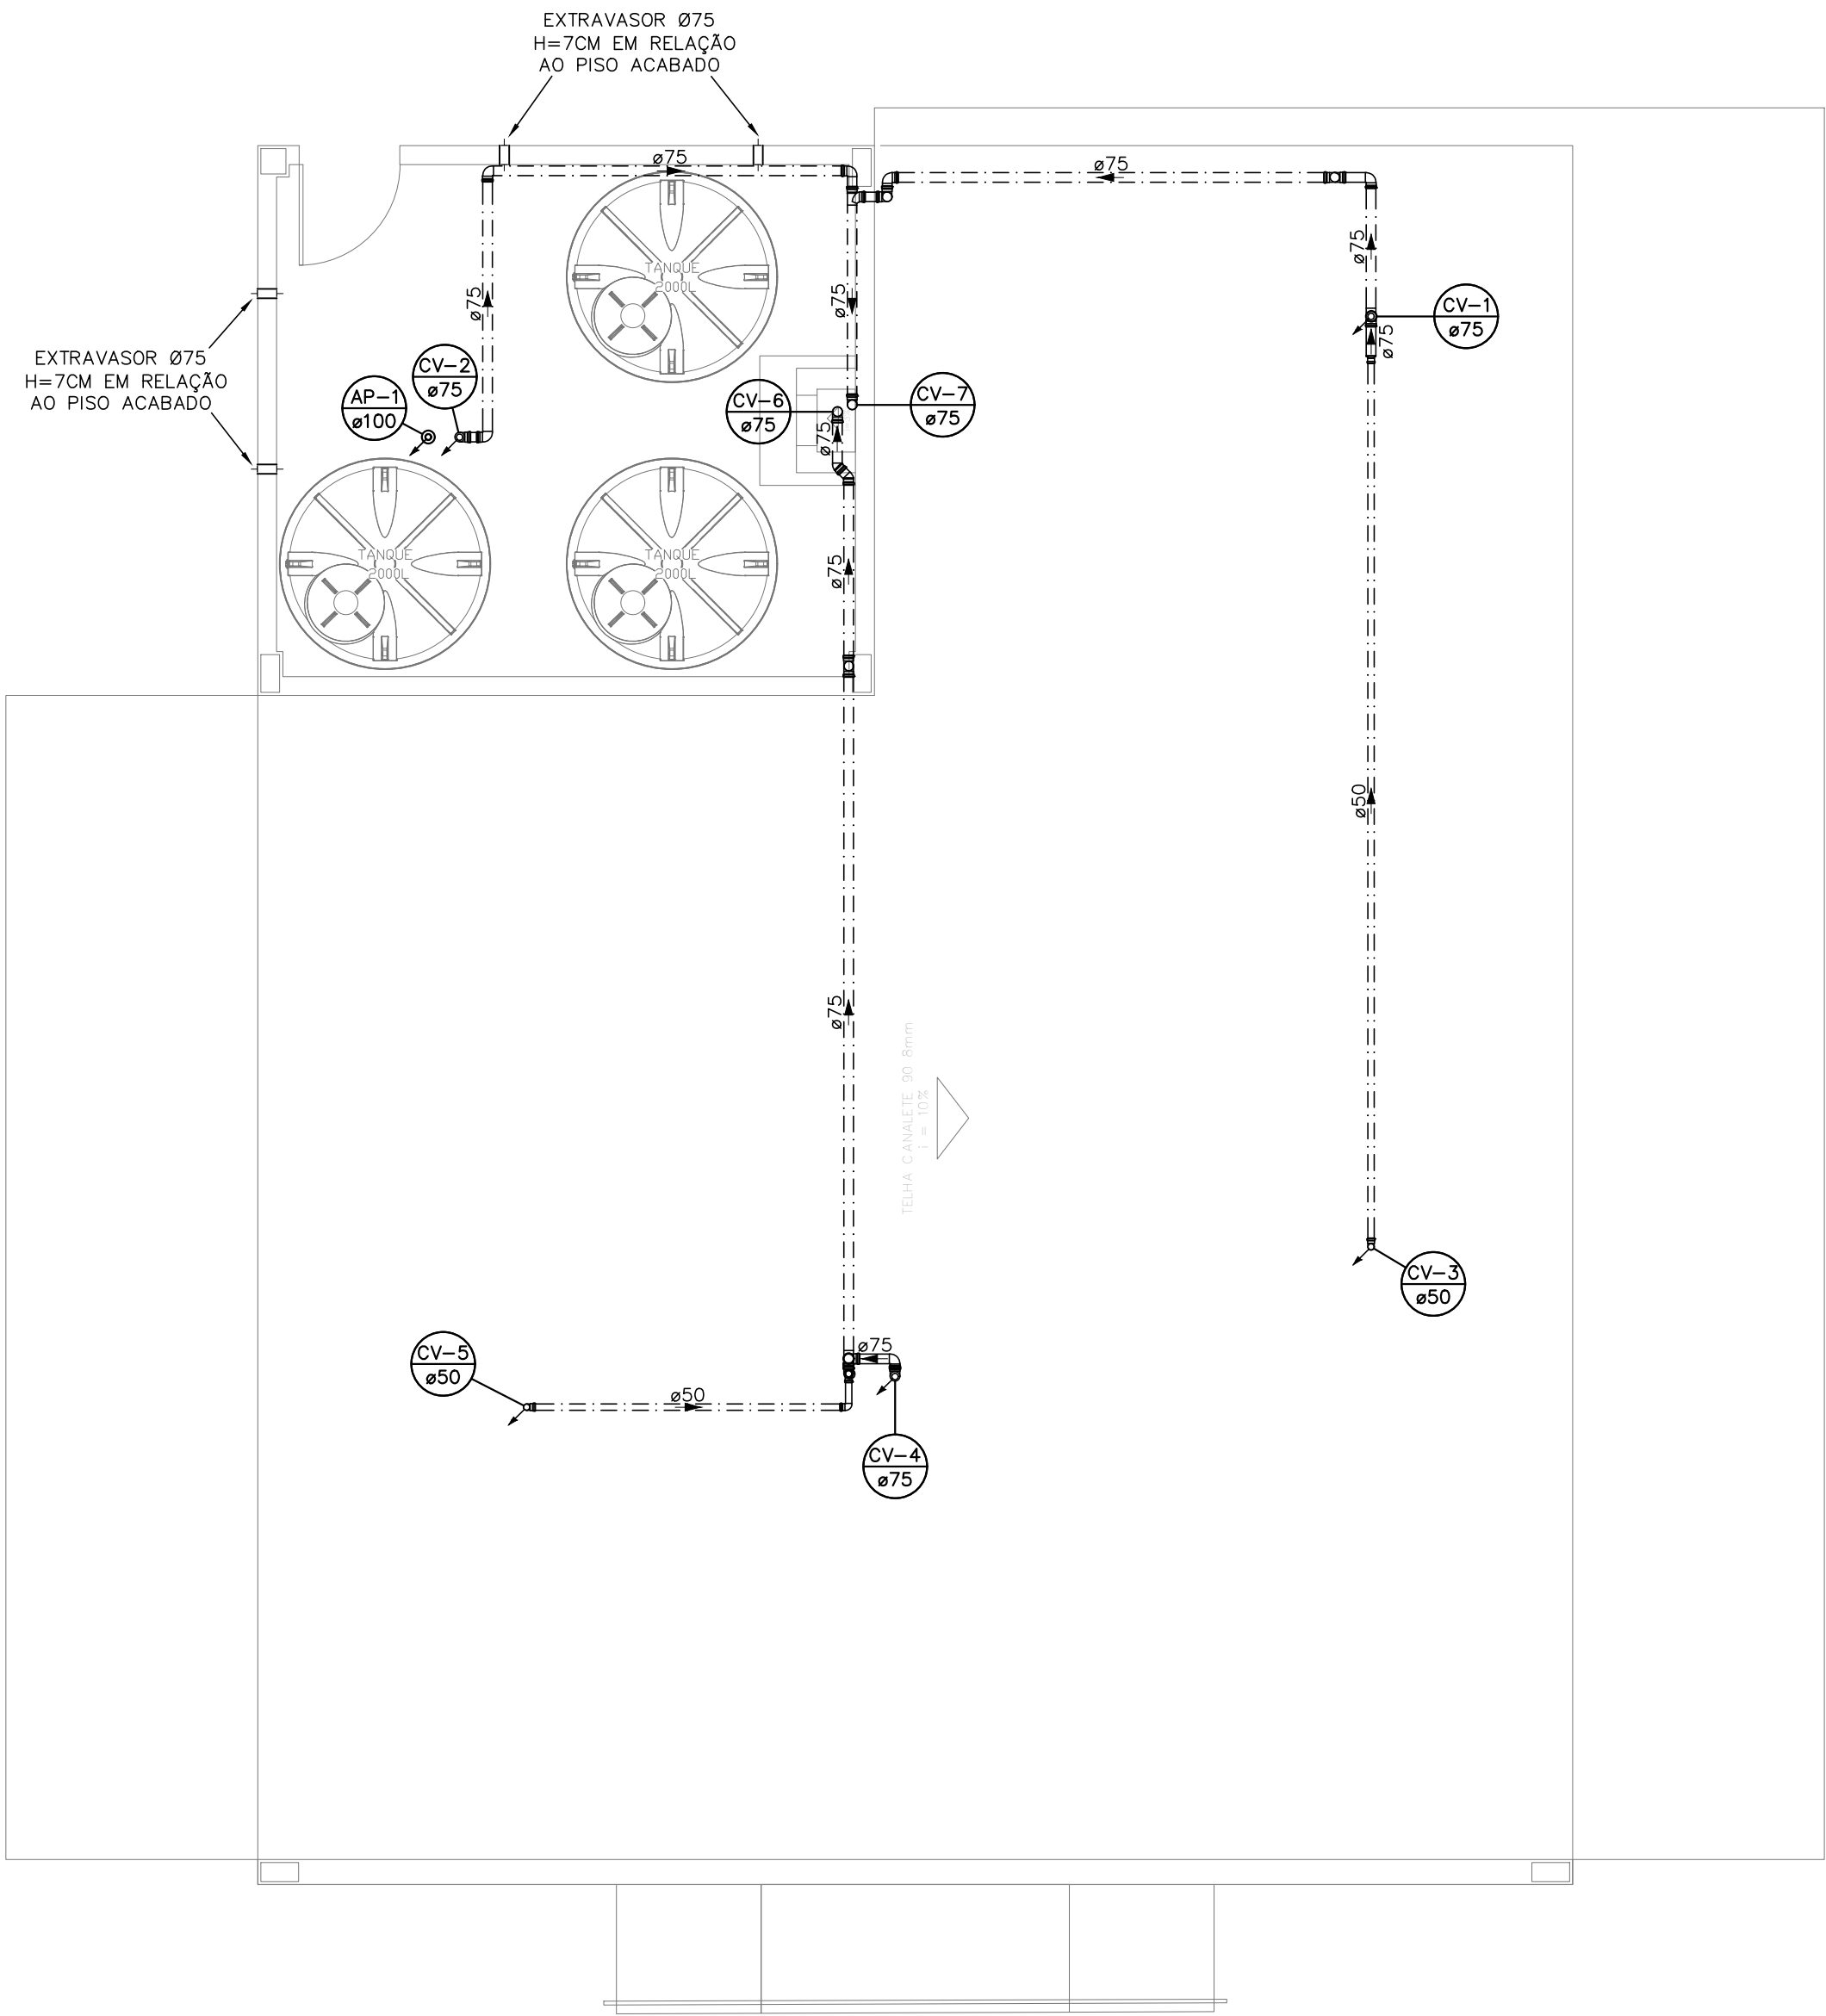 EXTRAVASOR Ø75
H=7CM EM RELAÇÃO
AO PISO ACABADO
ø75
ø75
ø75
TANQUE
2000L
ø75
ø75
CV-1
ø75
ø75
EXTRAVASOR Ø75
H=7CM EM RELAÇÃO
AO PISO ACABADO
CV-2
ø75
AP-1
ø100
CV-6
ø75
CV-7
ø75
ø75
TANQUE
2000L
TANQUE
2000L
ø75
ø50
ø75
TELHA CANALETE 90 8mm
i = 10%
CV-3
ø50
CV-5
ø50
ø75
ø50
CV-4
ø75